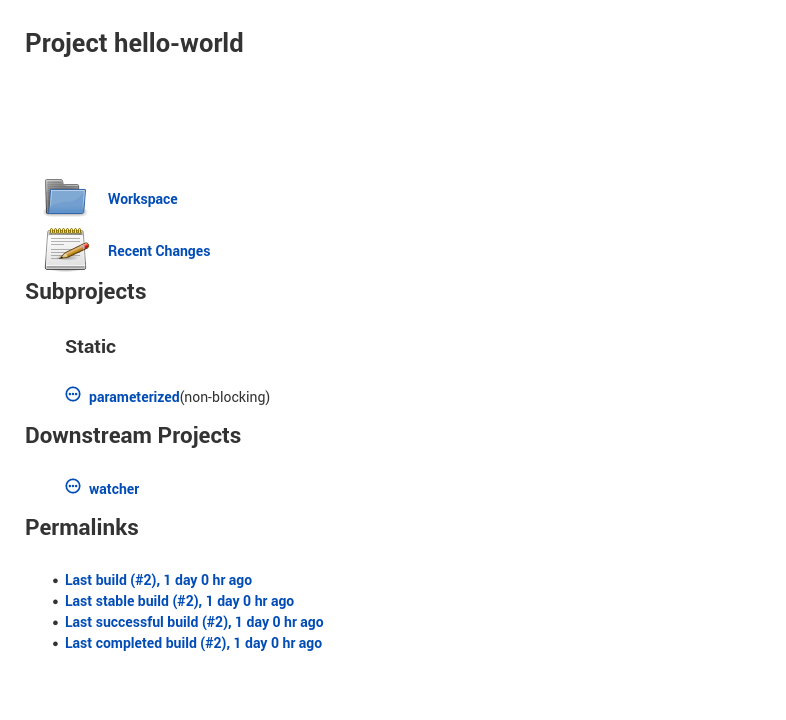 Project hello-world
Workspace
Recent Changes
Subprojects
Static
parameterized(non-blocking)
Downstream Projects
watcher
Permalinks
Last build (#2), 1 day 0 hr ago
Last stable build (#2), 1 day 0 hr ago
Last successful build (#2), 1 day 0 hr ago
Last completed build (#2), 1 day 0 hr ago